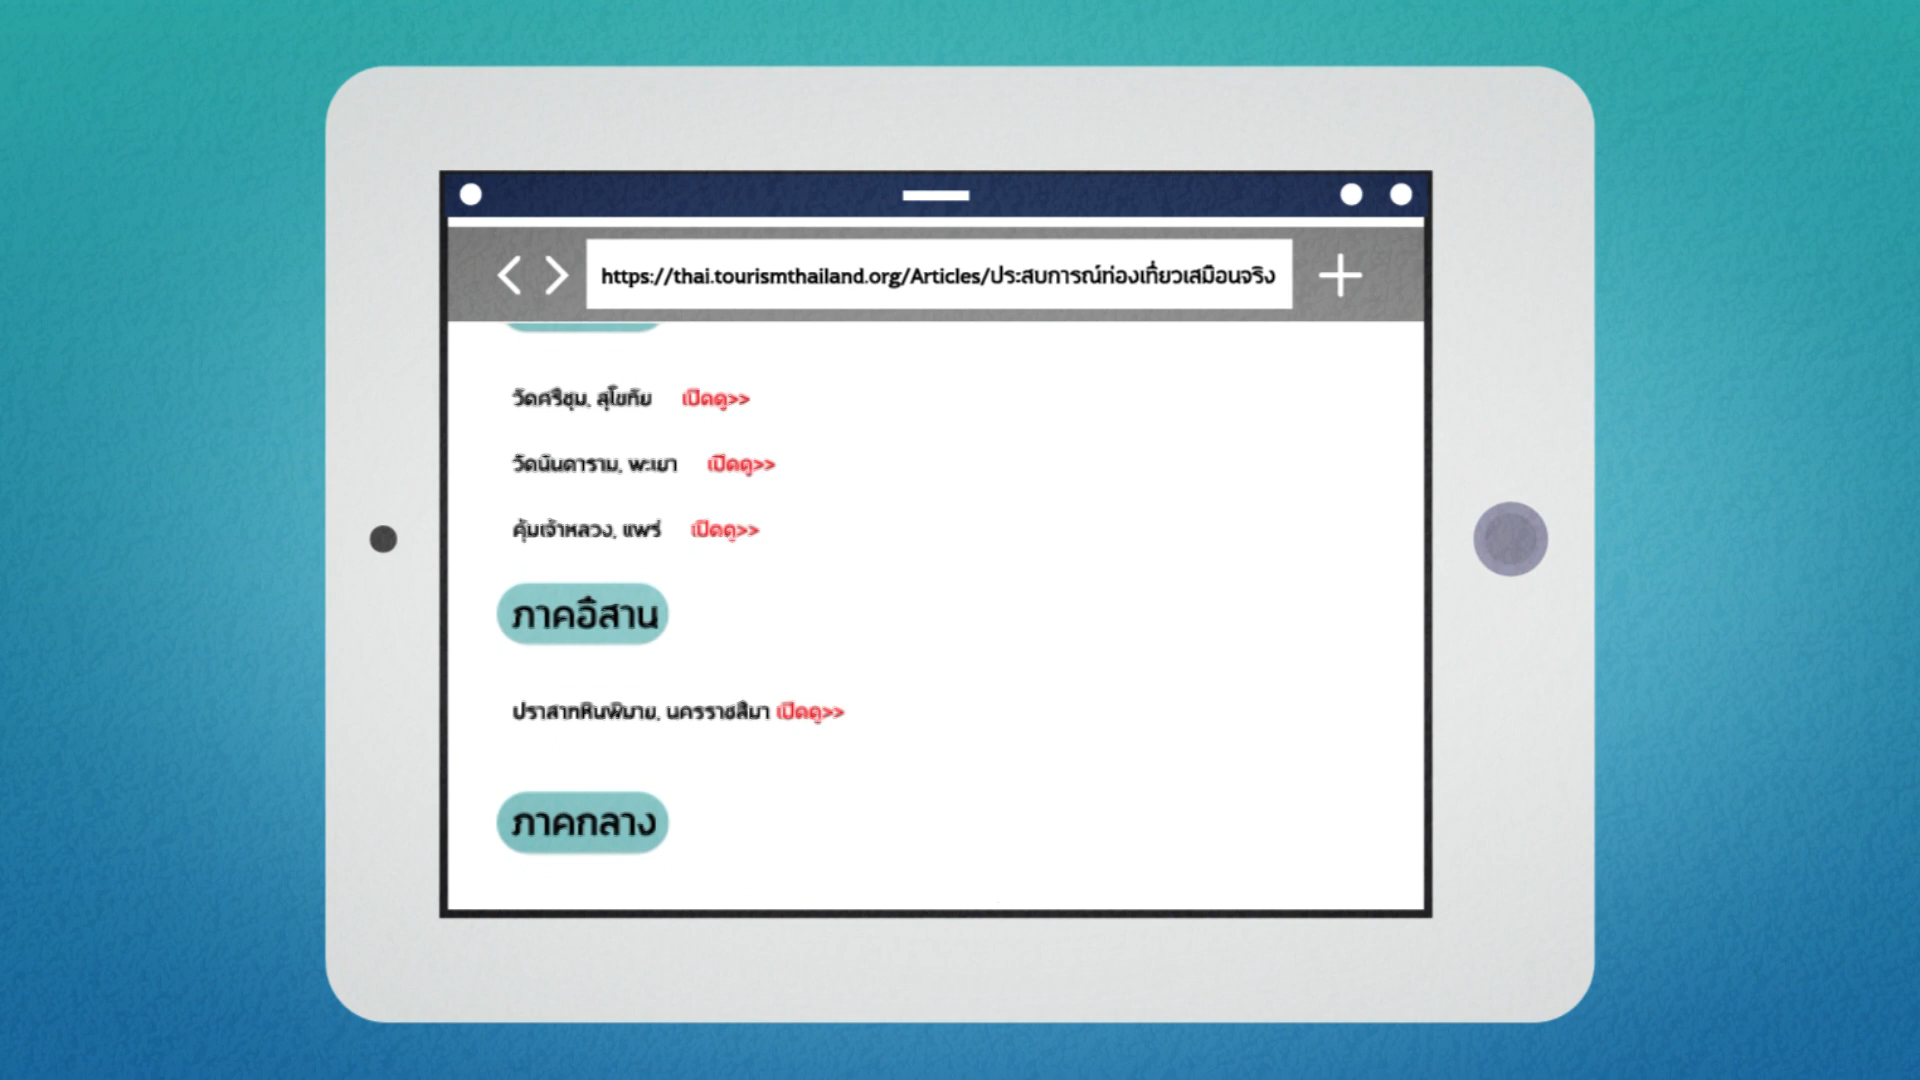 https://thai.tourismthailand.org/Articles/ประสบการณ์ท่องเที่ยวเสมือนจริง
วัดศรีชุม, สุโขทัย เปิดดู>>
วัดนันตาราม, พะเยา เปิดดู>>
คุ้มเจ้าหลวง, แพร่ เปิดดู>>
ภาคอีสาน
ปราสาทหินพิมาย, นครราชสีมา เปิดดู>>
ภาคกลาง